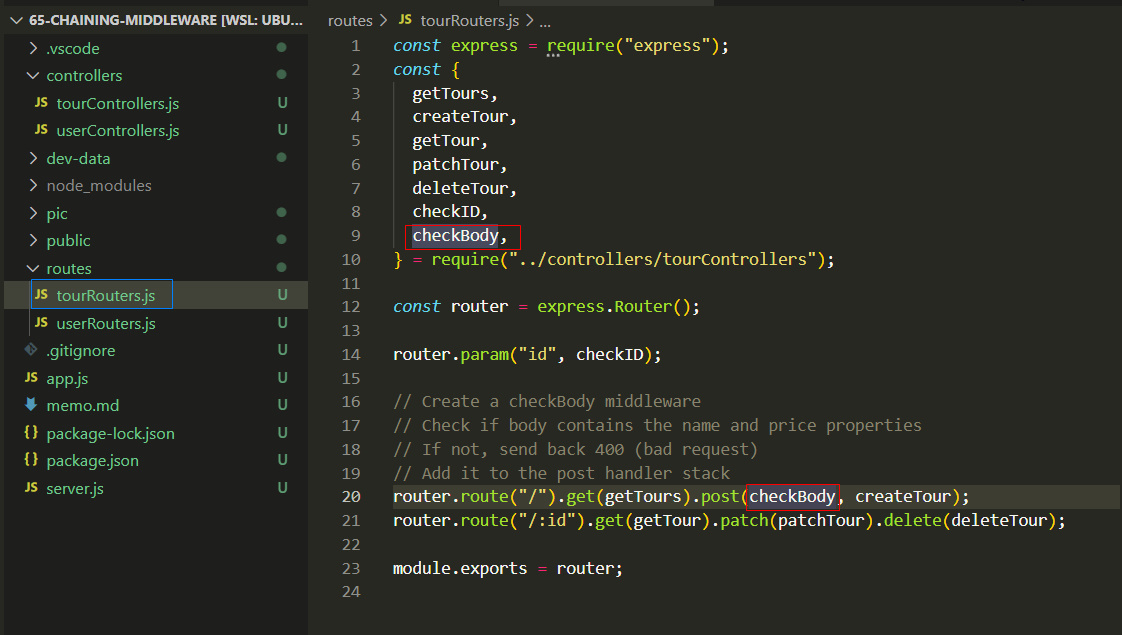 65-CHAINING-MIDDLEWARE [WSL: UBU...
.vscode
controllers
JS tourControllers.js U
JS userControllers.js U
dev-data
node_modules
pic
public
routes
JS tourRouters.js U
JS userRouters.js U
.gitignore U
JS app.js U
memo.md U
{} package-lock.json U
{} package.json U
JS server.js U
routes > JS tourRouters.js > ...
1 const express = require("express");
2 const {
3 getTours,
4 createTour,
5 getTour,
6 patchTour,
7 deleteTour,
8 checkID,
9 checkBody,
10 } = require("../controllers/tourControllers");
11
12 const router = express.Router();
13
14 router.param("id", checkID);
15
16 // Create a checkBody middleware
17 // Check if body contains the name and price properties
18 // If not, send back 400 (bad request)
19 // Add it to the post handler stack
20 router.route("/").get(getTours).post(checkBody, createTour);
21 router.route("/:id").get(getTour).patch(patchTour).delete(deleteTour);
22
23 module.exports = router;
24